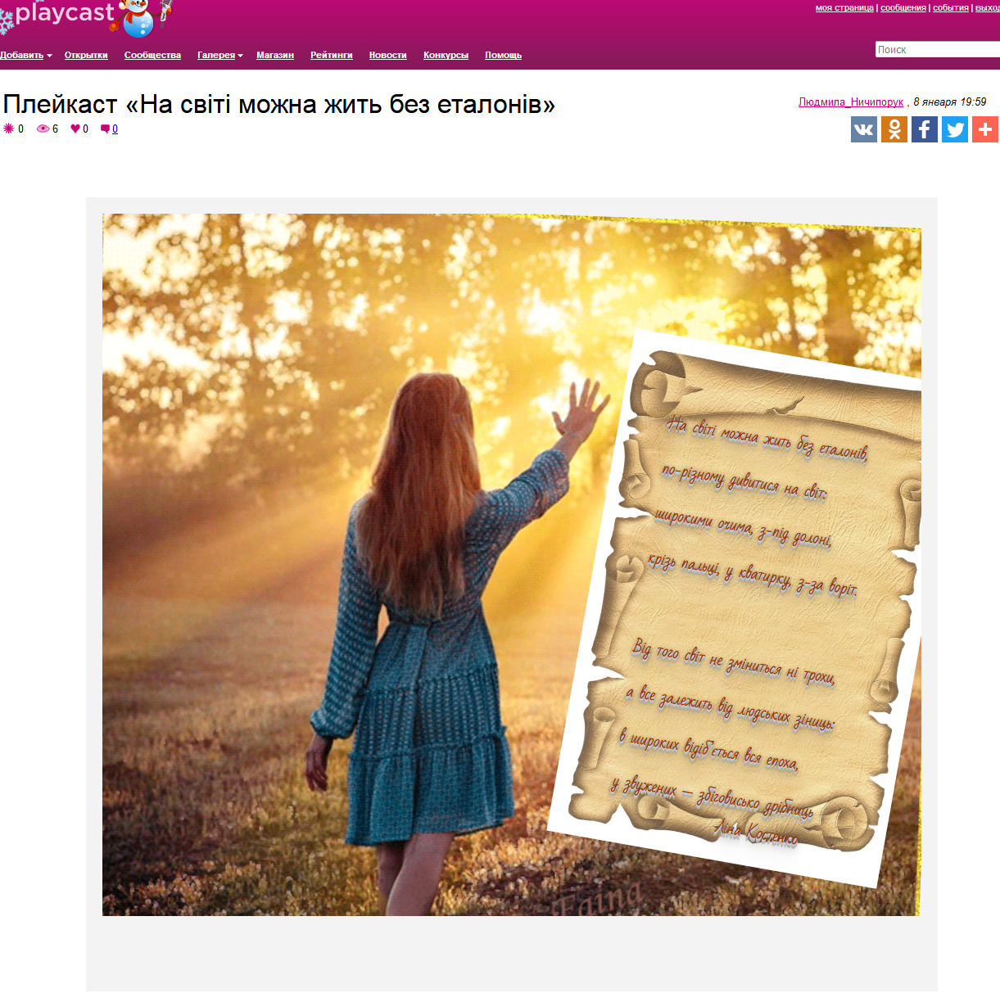 playcast
моя страница | сообщения | события | выход
Добавить Открытки Сообщества Галерея Магазин Рейтинги Новости Конкурсы Помощь
Поиск
Плейкаст «На світі можна жить без еталонів»
Людмила_Ничипорук , 8 января 19:59
0 6 0 0
На світі можна жить без еталонів,
по-різному дивитися на світ:
широкими очима, з-під долоні,
крізь пальці, у кватирку, з-за воріт.
Від того світ не зміниться ні трохи,
а все залежить від людських зіниць:
в широких відіб'ється вся епоха,
у звужених — збіговисько дрібниць
Ліна Костенко
Faina